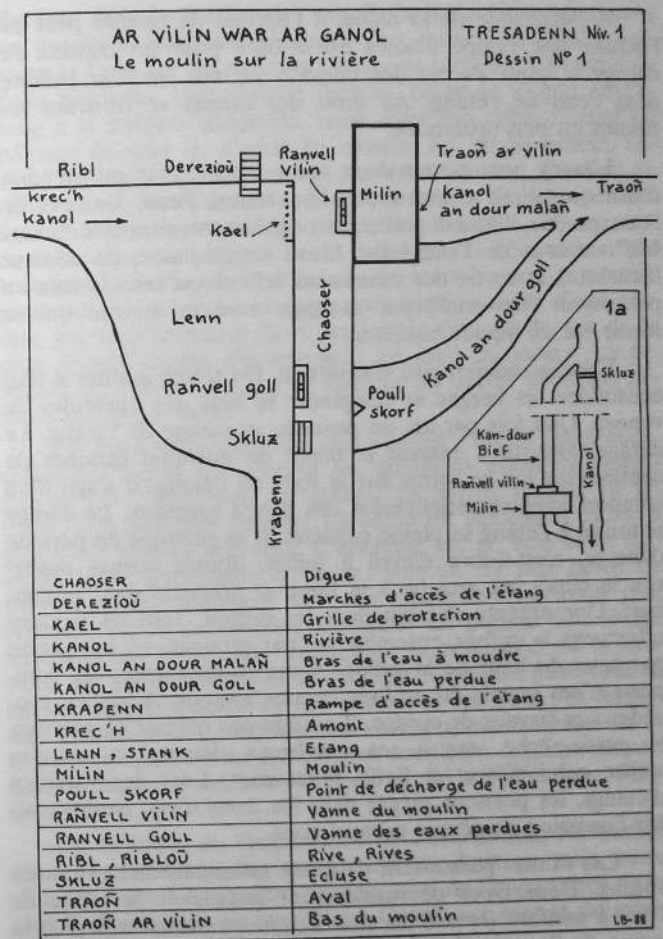 AR VILIN WAR AR GANOL
Le moulin sur la rivière
TRESADENN Niv. 1
Dessin N° 1
Ribl
Derezioù
Ranvell
vilin
Milin
Traoñ ar vilin
Kanol
an dour malañ
Traoñ
krec'h
kanol
Kael
Lenn
Chaoser
Kanol an dour goll
1a
Rañvell goll
Poull
skorf
Skluz
Krapenn
Skluz
Kan-dour
Bief
Kanol
Rañvell vilin
Milin
CHAOSER Digue
DEREZIOÙ Marches d'accès de l'étang
KAEL Grille de protection
KANOL Rivière
KANOL AN DOUR MALAÑ Bras de l'eau à moudre
KANOL AN DOUR GOLL Bras de l'eau perdue
KRAPENN Rampe d'accès de l'etang
KREC'H Amont
LENN, STANK Etang
MILIN Moulin
POULL SKORF Point de décharge de l'eau perdue
RAÑVELL VILIN Vanne du moulin
RANVELL GOLL Vanne des eaux perdues
RIBL, RIBLOÙ Rive, Rives
SKLUZ Ecluse
TRAOÑ Aval
TRAOÑ AR VILIN Bas du moulin
LB-88